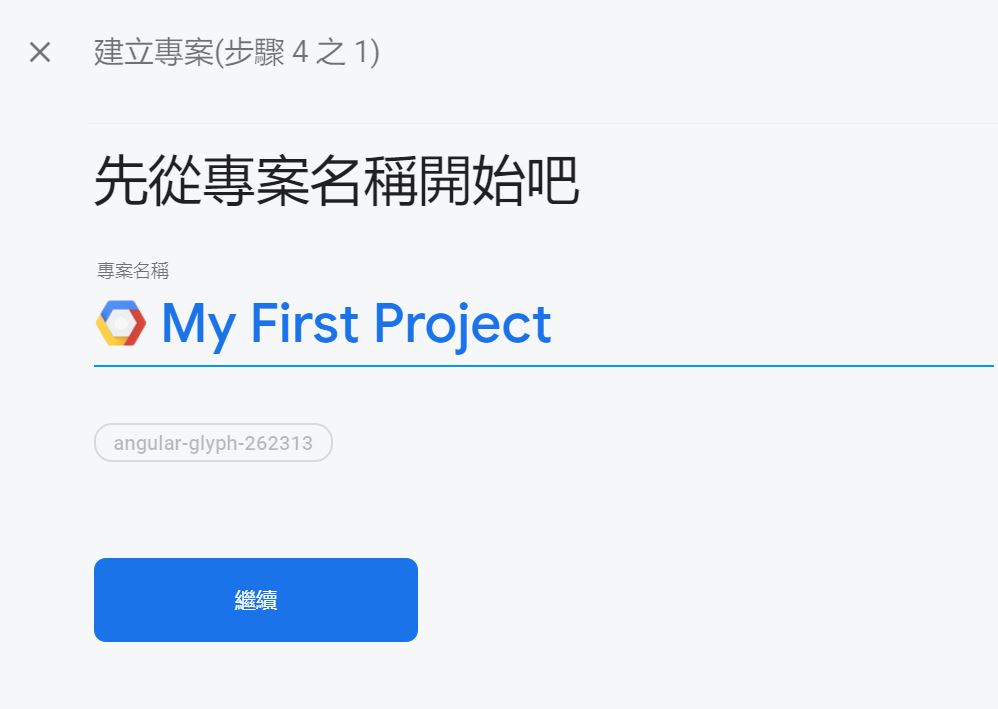 建立專案(步驟 4 之 1)
先從專案名稱開始吧
專案名稱
My First Project
angular-glyph-262313
繼續